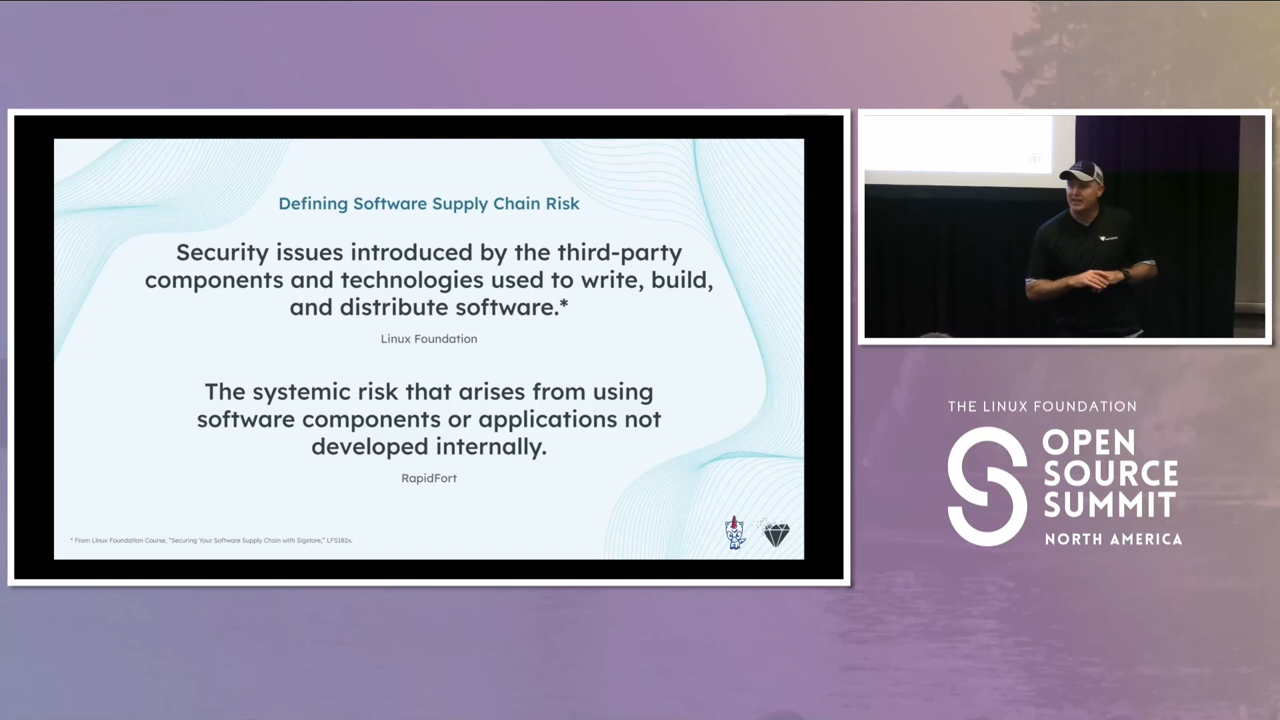 Defining Software Supply Chain Risk
Security issues introduced by the third-party
components and technologies used to write, build,
and distribute software.*
Linux Foundation
The systemic risk that arises from using
software components or applications not
developed internally.
RapidFort
* From Linux Foundation Course, "Securing Your Software Supply Chain with Sigstore," LFS182x.
THE LINUX FOUNDATION
OPEN
SOURCE
SUMMIT
NORTH AMERICA